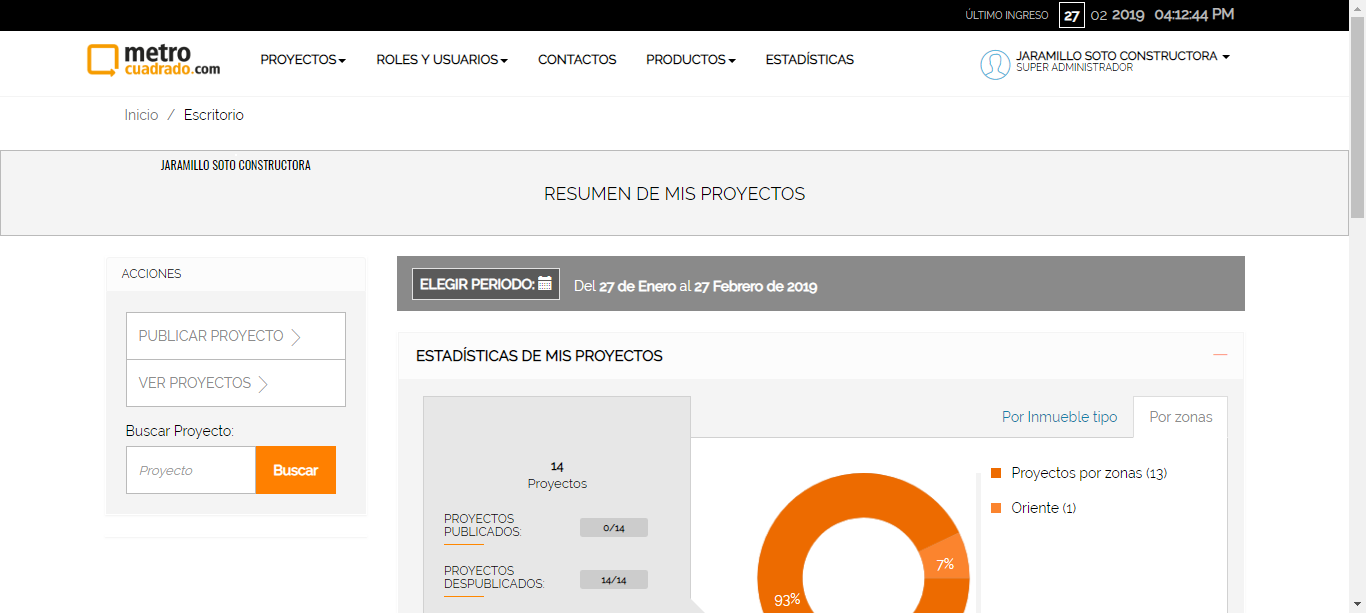 ÚLTIMO INGRESO 27 02 2019 04:12:44 PM
metro
cuadrado.com
PROYECTOS ROLES Y USUARIOS CONTACTOS PRODUCTOS ESTADÍSTICAS
JARAMILLO SOTO CONSTRUCTORA
SUPER ADMINISTRADOR
Inicio / Escritorio
JARAMILLO SOTO CONSTRUCTORA
RESUMEN DE MIS PROYECTOS
ACCIONES
PUBLICAR PROYECTO
VER PROYECTOS
Buscar Proyecto:
Proyecto Buscar
ELEGIR PERIODO: Del 27 de Enero al 27 Febrero de 2019
ESTADÍSTICAS DE MIS PROYECTOS
Por Inmueble tipo Por zonas
14
Proyectos
PROYECTOS
PUBLICADOS: 0/14
PROYECTOS
DESPUBLICADOS: 14/14
Proyectos por zonas (13)
Oriente (1)
7%
93%